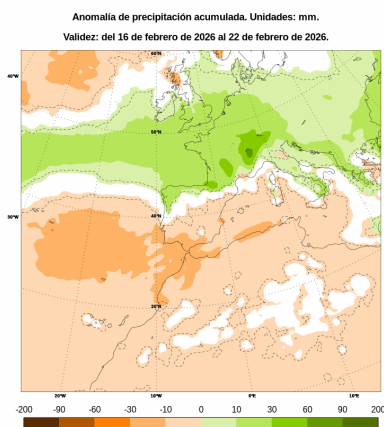 Anomalía de precipitación acumulada. Unidades: mm.
Validez: del 16 de febrero de 2026 al 22 de febrero de 2026.
60°N
40°W
50°N
30°W
40°N
30°N
20°W
10°W
0°E
10°E
-200 -90 -60 -30 -10 0 10 30 60 90 200